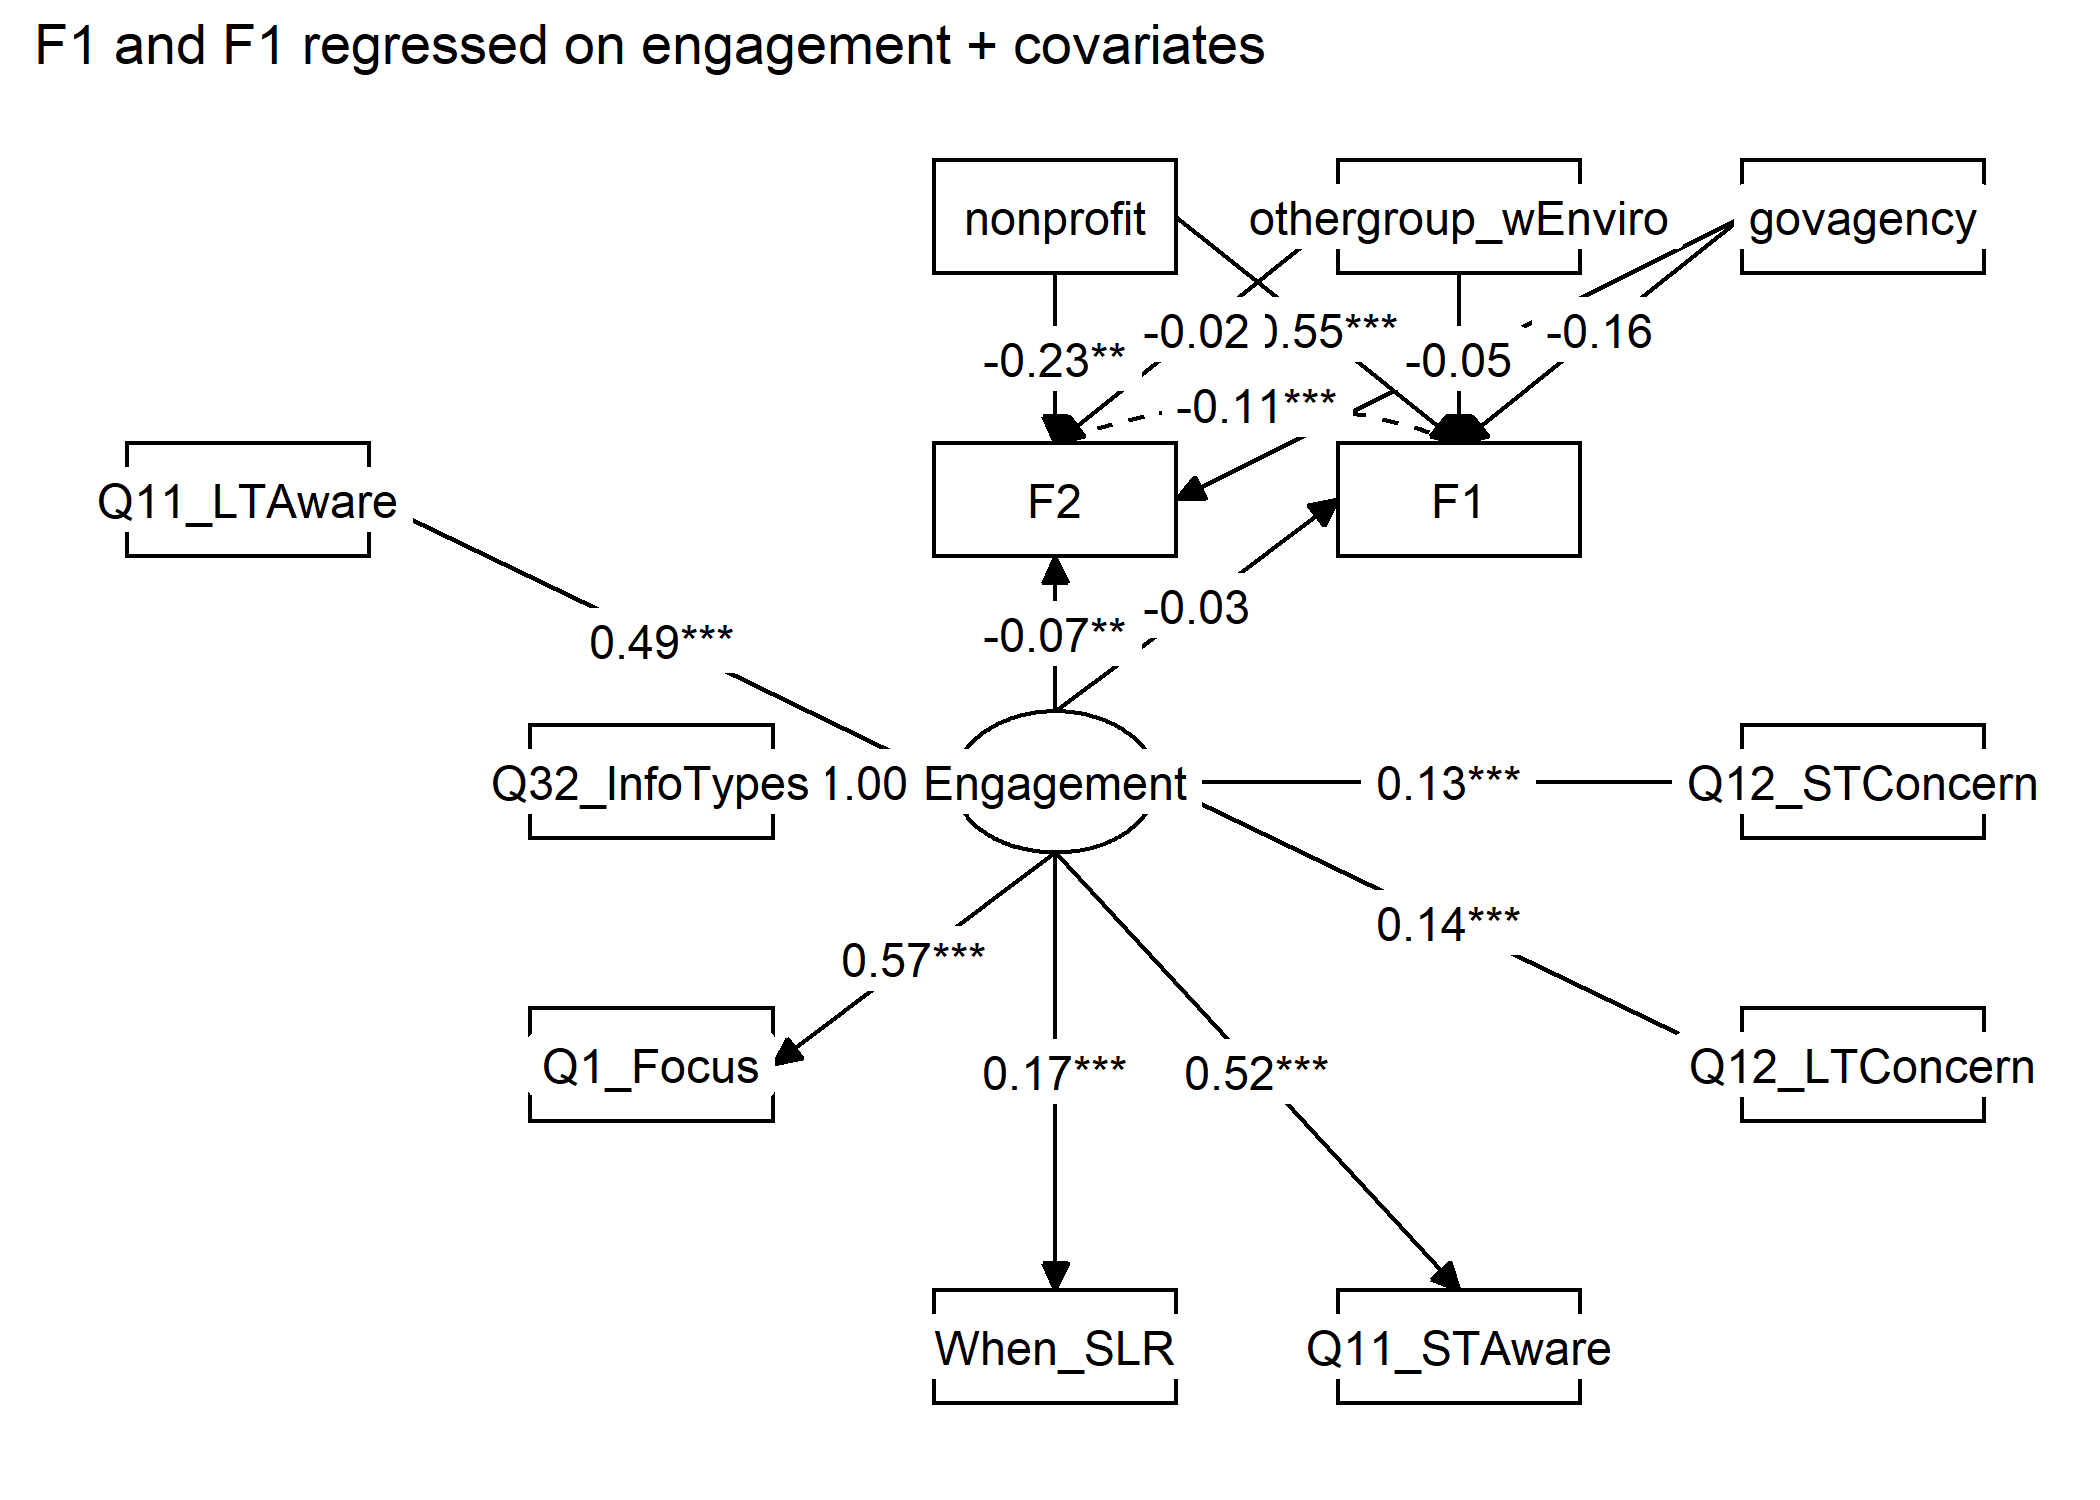 F1 and F1 regressed on engagement + covariates
nonprofit
othergroup_wEnviro
govagency
-0.02
0.55***
-0.16
-0.23**
-0.05
-0.11***
Q11_LTAware
F2
F1
-0.03
-0.07**
0.49***
Q32_InfoTypes
1.00
Engagement
0.13***
Q12_STConcern
0.14***
0.57***
Q1_Focus
0.17***
0.52***
Q12_LTConcern
When_SLR
Q11_STAware